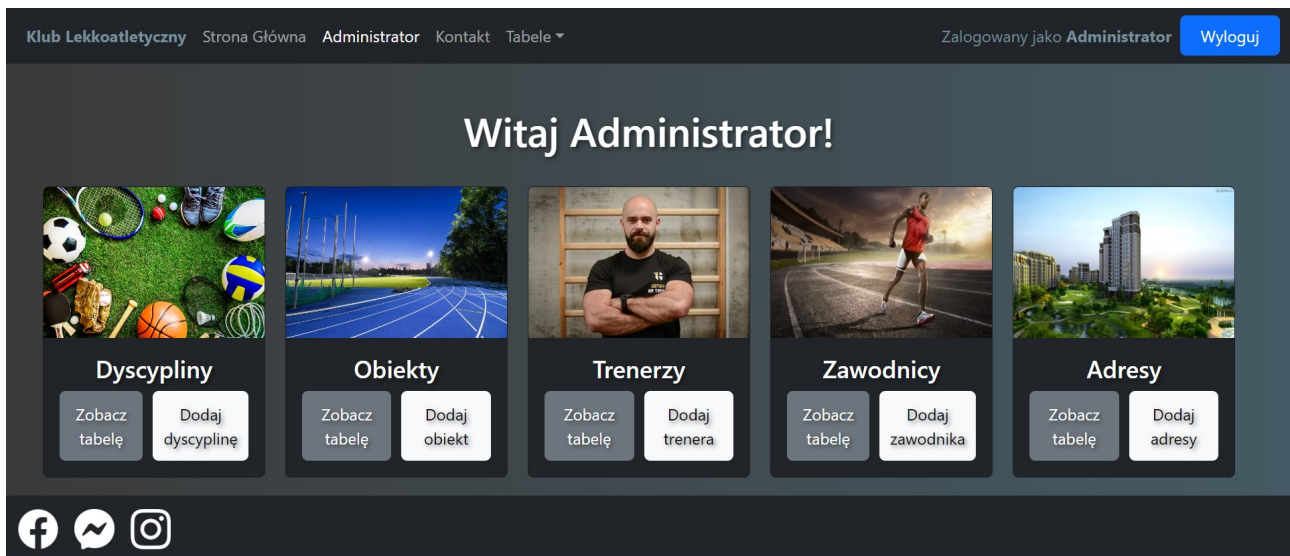 Klub Lekkoatletyczny Strona Główna Administrator Kontakt Tabele Zalogowany jako Administrator Wyloguj
Witaj Administrator!
Dyscypliny Obiekty Trenerzy Zawodnicy Adresy
Zobacz Dodaj Zobacz Dodaj Zobacz Dodaj Zobacz Dodaj Zobacz Dodaj
tabelę dyscyplinę tabelę obiekt tabelę trenera tabelę zawodnika tabelę adresy